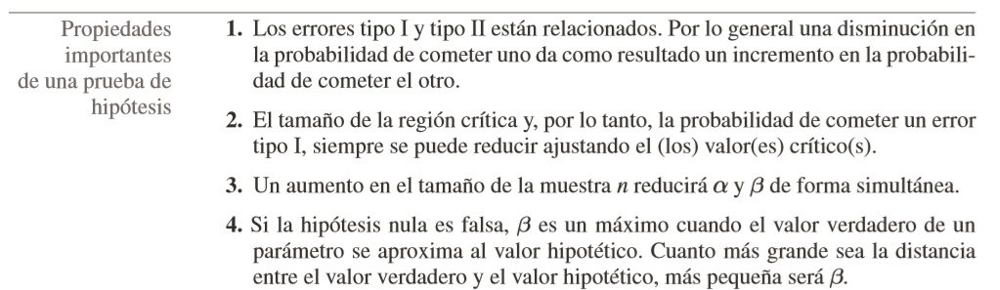 Propiedades
importantes
de una prueba de
hipótesis
1. Los errores tipo I y tipo II están relacionados. Por lo general una disminución en
la probabilidad de cometer uno da como resultado un incremento en la probabili-
dad de cometer el otro.
2. El tamaño de la región crítica y, por lo tanto, la probabilidad de cometer un error
tipo I, siempre se puede reducir ajustando el (los) valor(es) crítico(s).
3. Un aumento en el tamaño de la muestra n reducirá α y β de forma simultánea.
4. Si la hipótesis nula es falsa, β es un máximo cuando el valor verdadero de un
parámetro se aproxima al valor hipotético. Cuanto más grande sea la distancia
entre el valor verdadero y el valor hipotético, más pequeña será β.